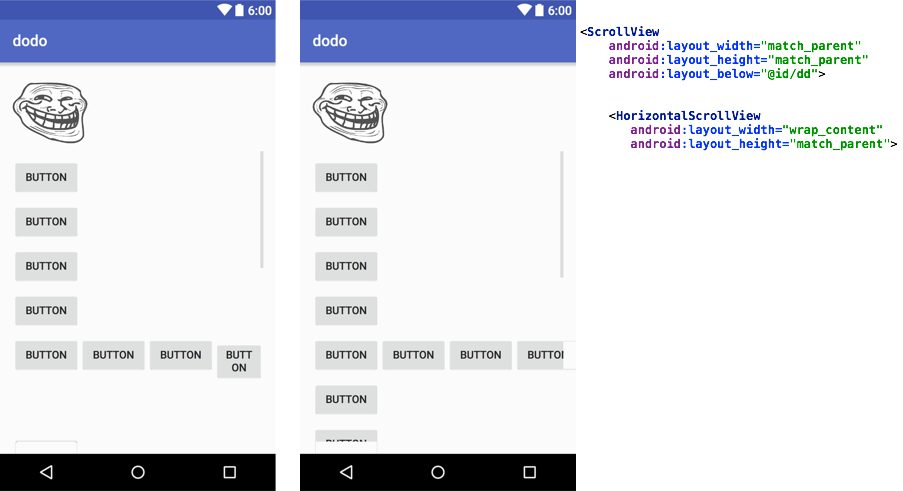 6:00
dodo
BUTTON
BUTTON
BUTTON
BUTTON
BUTTON BUTTON BUTTON BUTT
ON
6:00
dodo
BUTTON
BUTTON
BUTTON
BUTTON
BUTTON BUTTON BUTTON BUTTO
BUTTON
BUTTON
<ScrollView
android:layout_width="match_parent"
android:layout_height="match_parent"
android:layout_below="@id/dd">
<HorizontalScrollView
android:layout_width="wrap_content"
android:layout_height="match_parent">